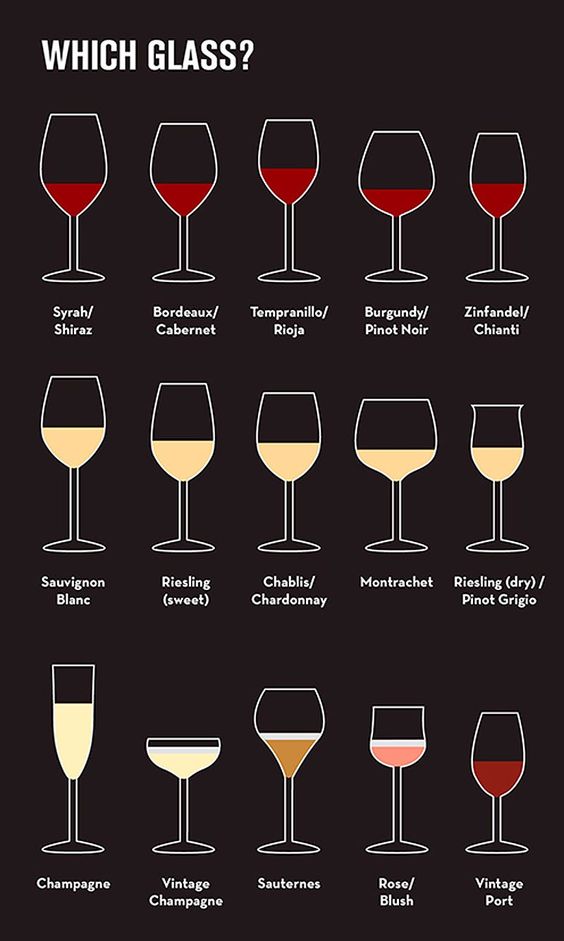 WHICH GLASS?
Syrah/
Shiraz
Bordeaux/
Cabernet
Tempranillo/
Rioja
Burgundy/
Pinot Noir
Zinfandel/
Chianti
Sauvignon
Blanc
Riesling
(sweet)
Chablis/
Chardonnay
Montrachet
Riesling (dry) /
Pinot Grigio
Champagne
Vintage
Champagne
Sauternes
Rose/
Blush
Vintage
Port